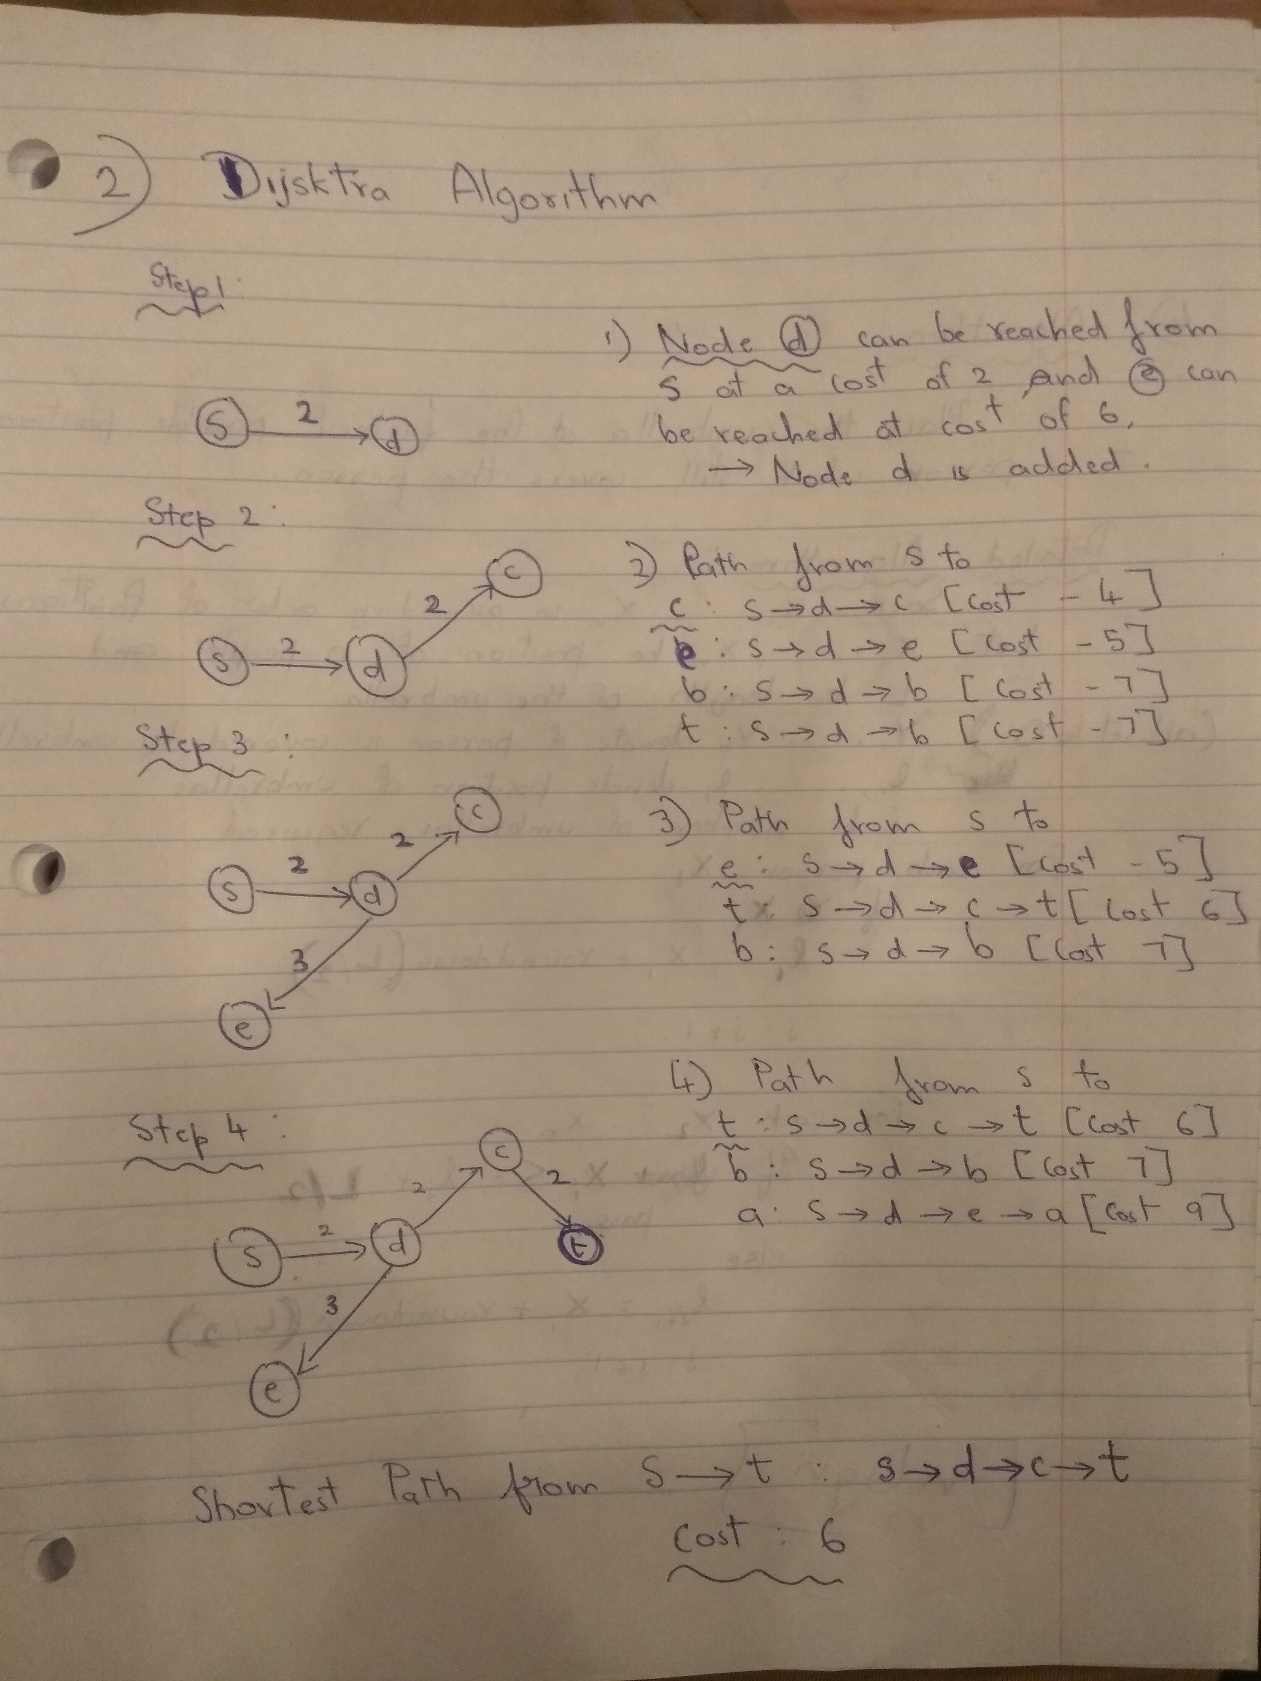 2) Dijsktra Algorithm
Step 1:
1) Node d can be reached from
s at a cost of 2 and e can
be reached at cost of 6.
→ Node d is added.
S 2 d
Step 2:
2) Path from s to
c : s → d → c [cost - 4]
e : s → d → e [cost - 5]
b : s → d → b [cost - 7]
t : s → d → b [cost - 7]
S 2 d 2 c
Step 3:
3) Path from s to
e : s → d → e [cost - 5]
t : s → d → c → t [cost 6]
b : s → d → b [cost 7]
S 2 d 2 c
3
e
Step 4:
4) Path from s to
t : s → d → c → t [cost 6]
b : s → d → b [cost 7]
a : s → d → e → a [cost 9]
S 2 d 2 c 2 t
3
e
Shortest Path from S → t : s → d → c → t
cost : 6